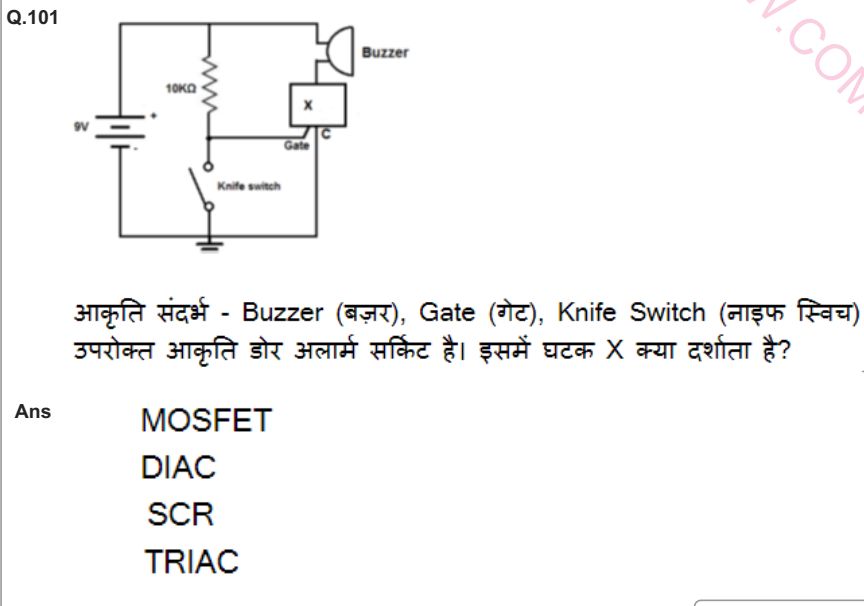 Q.101
Buzzer
10KΩ
X
9V
+
C
Gate
-
Knife switch
आकृति संदर्भ - Buzzer (बज़र), Gate (गेट), Knife Switch (नाइफ स्विच)
उपरोक्त आकृति डोर अलार्म सर्किट है। इसमें घटक X क्या दर्शाता है?
Ans
MOSFET
DIAC
SCR
TRIAC